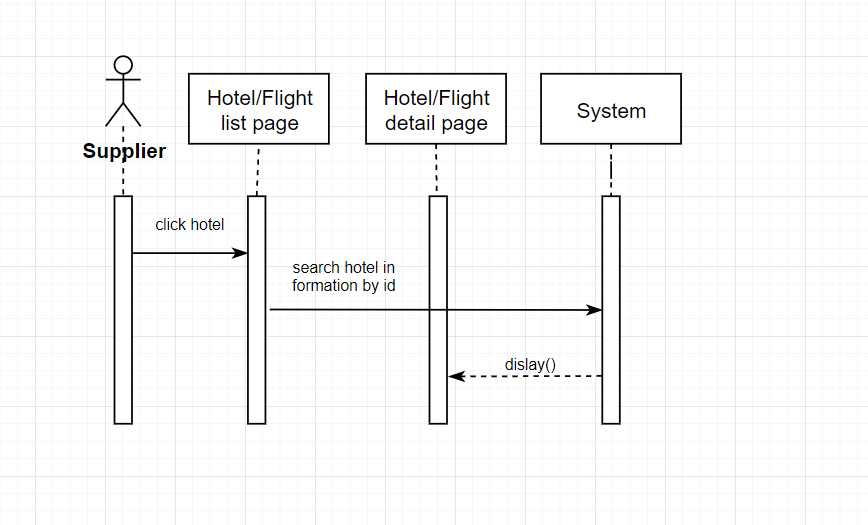 Supplier
Hotel/Flight
list page
Hotel/Flight
detail page
System
click hotel
search hotel in
formation by id
dislay()